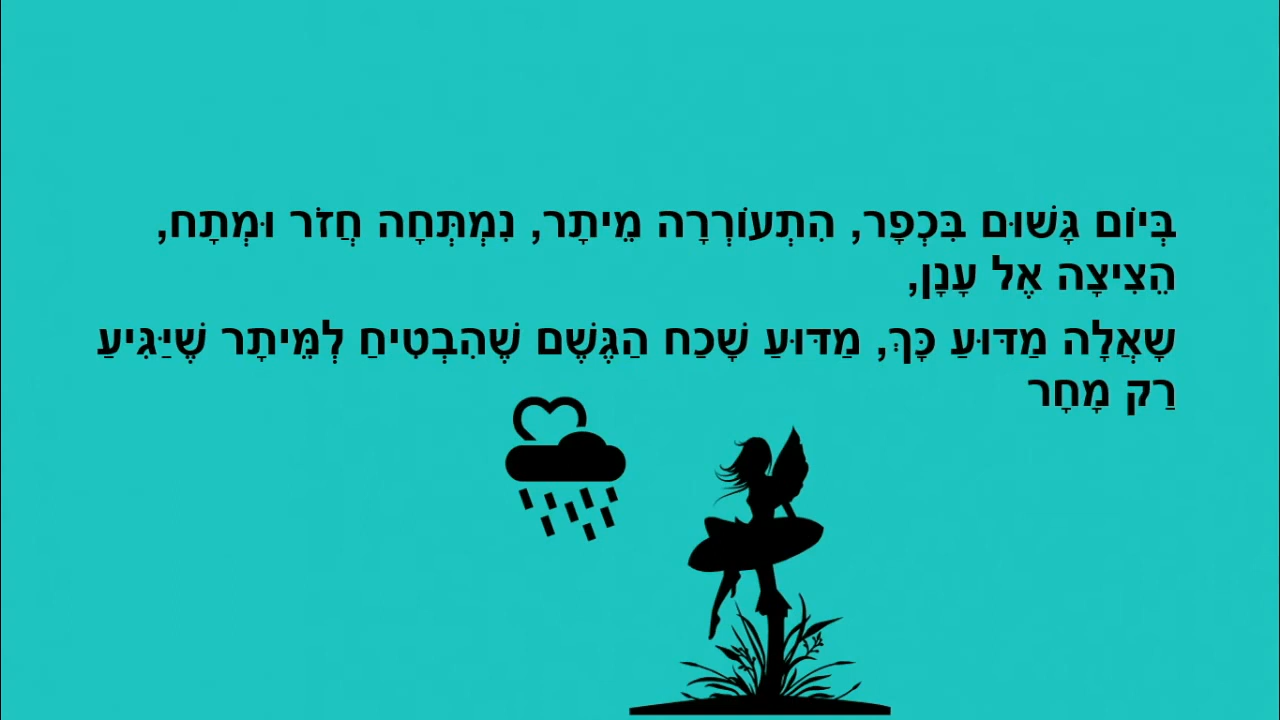 בְּיוֹם גָּשׁוּם בִּכְפָר, הִתְעוֹרְרָה מֵיתָר, נִמְתְּחָה חֲזֹר וּמְתָח,
הֵצִיצָה אֶל עָנָן,
שָׁאֲלָה מַדּוּעַ כָּךְ, מַדּוּעַ שָׁכַח הַגֶּשֶׁם שֶׁהִבְטִיחַ לְמֵּיתָר שֶׁיַּגִּיעַ
רַק מָחָר